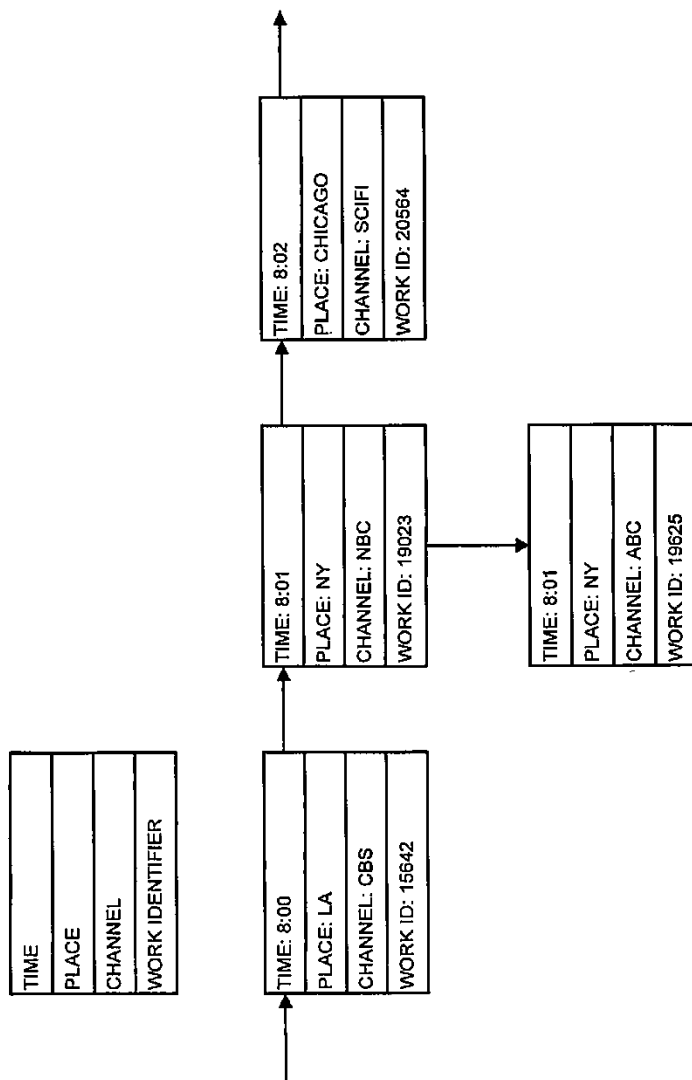 TIME
PLACE
CHANNEL
WORK IDENTIFIER
TIME: 8:00
PLACE: LA
CHANNEL: CBS
WORK ID: 15642
TIME: 8:01
PLACE: NY
CHANNEL: NBC
WORK ID: 19023
TIME: 8:02
PLACE: CHICAGO
CHANNEL: SCIFI
WORK ID: 20564
TIME: 8:01
PLACE: NY
CHANNEL: ABC
WORK ID: 19625